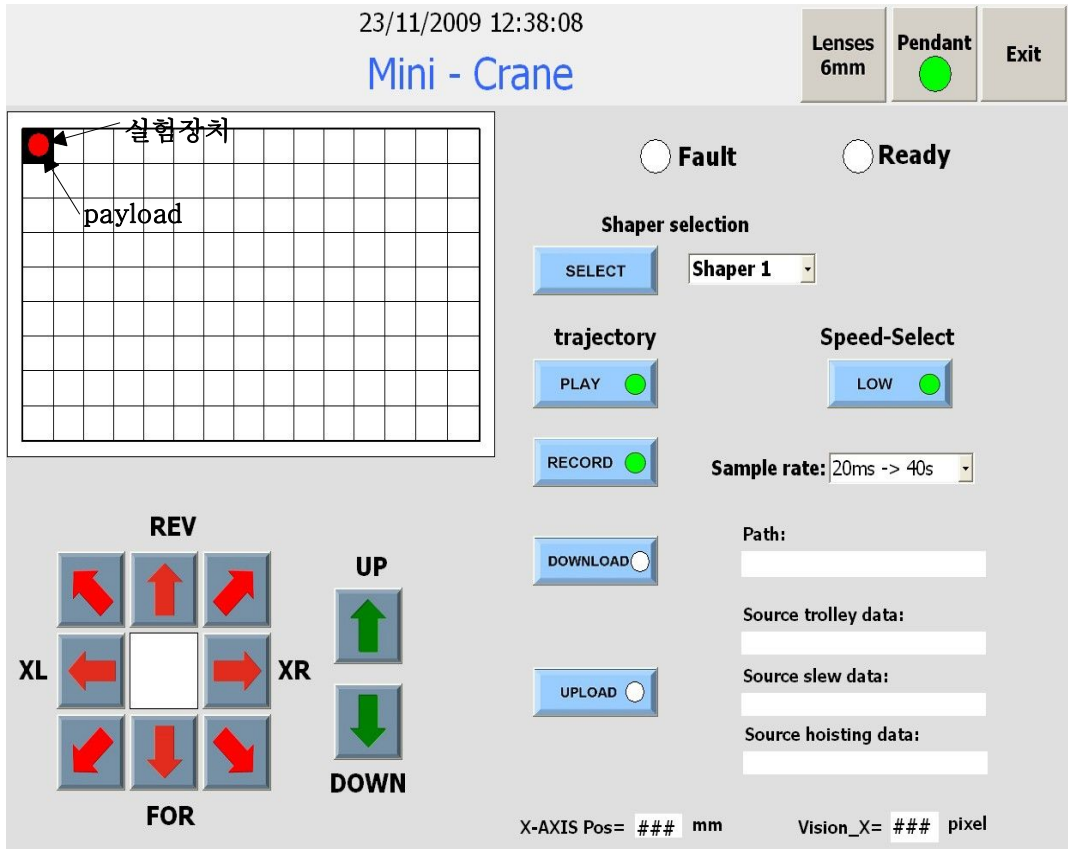 23/11/2009 12:38:08
Mini - Crane
Lenses
6mm
Pendant
Exit
실험장치
payload
Fault
Ready
Shaper selection
SELECT
Shaper 1
trajectory
Speed-Select
PLAY
LOW
RECORD
Sample rate: 20ms -> 40s
DOWNLOAD
Path:
Source trolley data:
UPLOAD
Source slew data:
Source hoisting data:
REV
UP
XL
XR
DOWN
FOR
X-AXIS Pos= ### mm
Vision_X= ### pixel